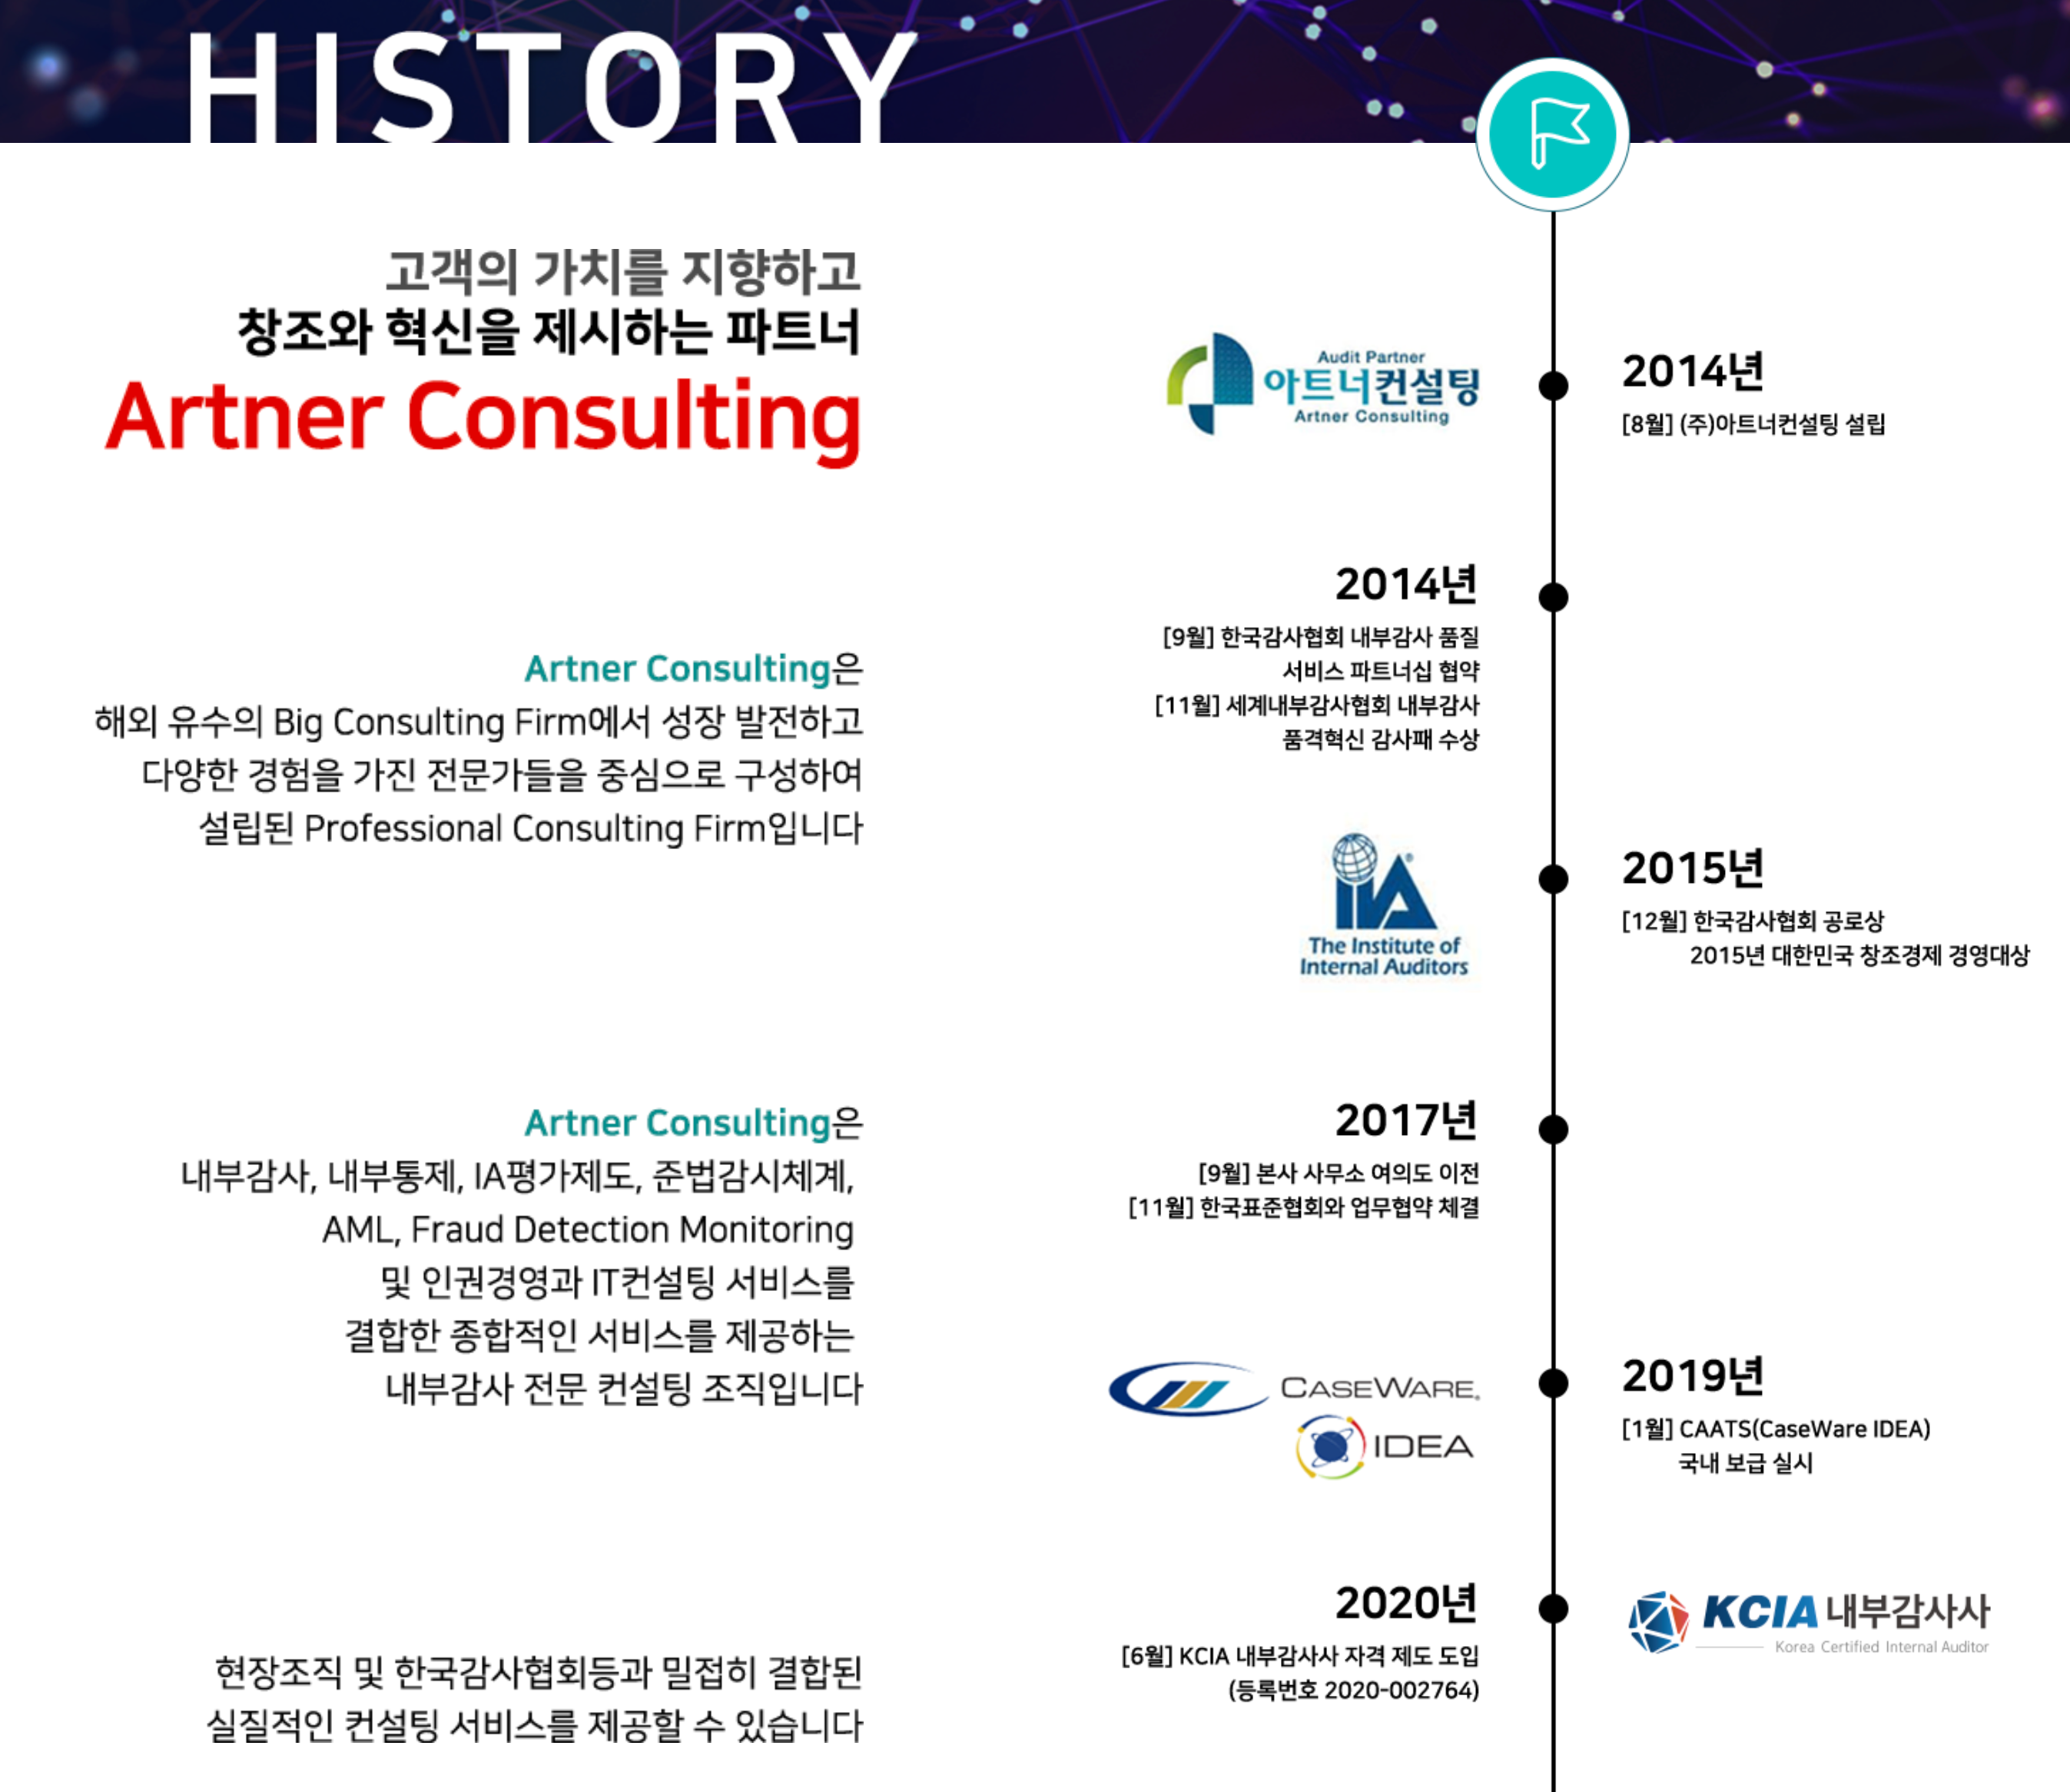 HISTORY
고객의 가치를 지향하고
창조와 혁신을 제시하는 파트너
Artner Consulting
Artner Consulting은
해외 유수의 Big Consulting Firm에서 성장 발전하고
다양한 경험을 가진 전문가들을 중심으로 구성하여
설립된 Professional Consulting Firm입니다
Artner Consulting은
내부감사, 내부통제, IA평가제도, 준법감시체계,
AML, Fraud Detection Monitoring
및 인권경영과 IT컨설팅 서비스를
결합한 종합적인 서비스를 제공하는
내부감사 전문 컨설팅 조직입니다
현장조직 및 한국감사협회등과 밀접히 결합된
실질적인 컨설팅 서비스를 제공할 수 있습니다
Audit Partner
아트너컨설팅
Artner Consulting
2014년
[8월] (주)아트너컨설팅 설립
2014년
[9월] 한국감사협회 내부감사 품질
서비스 파트너십 협약
[11월] 세계내부감사협회 내부감사
품격혁신 감사패 수상
IIA®
The Institute of
Internal Auditors
2015년
[12월] 한국감사협회 공로상
2015년 대한민국 창조경제 경영대상
2017년
[9월] 본사 사무소 여의도 이전
[11월] 한국표준협회와 업무협약 체결
CASEWARE®
IDEA
2019년
[1월] CAATS(CaseWare IDEA)
국내 보급 실시
2020년
[6월] KCIA 내부감사사 자격 제도 도입
(등록번호 2020-002764)
KCIA 내부감사사
Korea Certified Internal Auditor